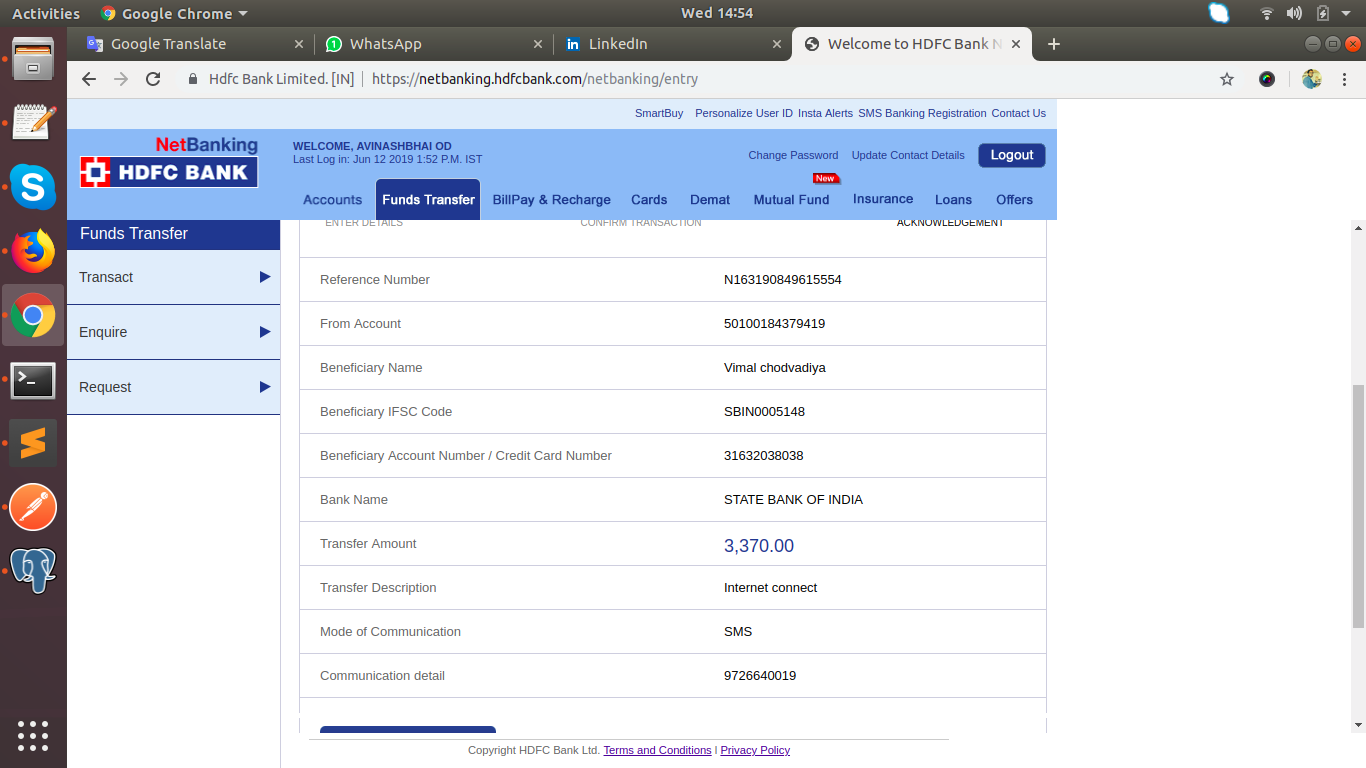 Activities Google Chrome Wed 14:54
Google Translate WhatsApp LinkedIn Welcome to HDFC Bank N
Hdfc Bank Limited. [IN] https://netbanking.hdfcbank.com/netbanking/entry
SmartBuy Personalize User ID Insta Alerts SMS Banking Registration Contact Us
NetBanking
HDFC BANK
WELCOME, AVINASHBHAI OD
Last Log in: Jun 12 2019 1:52 P.M. IST
Change Password Update Contact Details Logout
New
Accounts Funds Transfer BillPay & Recharge Cards Demat Mutual Fund Insurance Loans Offers
Funds Transfer
Transact
Enquire
Request
ENTER DETAILS CONFIRM TRANSACTION ACKNOWLEDGEMENT
Reference Number N163190849615554
From Account 50100184379419
Beneficiary Name Vimal chodvadiya
Beneficiary IFSC Code SBIN0005148
Beneficiary Account Number / Credit Card Number 31632038038
Bank Name STATE BANK OF INDIA
Transfer Amount 3,370.00
Transfer Description Internet connect
Mode of Communication SMS
Communication detail 9726640019
Copyright HDFC Bank Ltd. Terms and Conditions | Privacy Policy